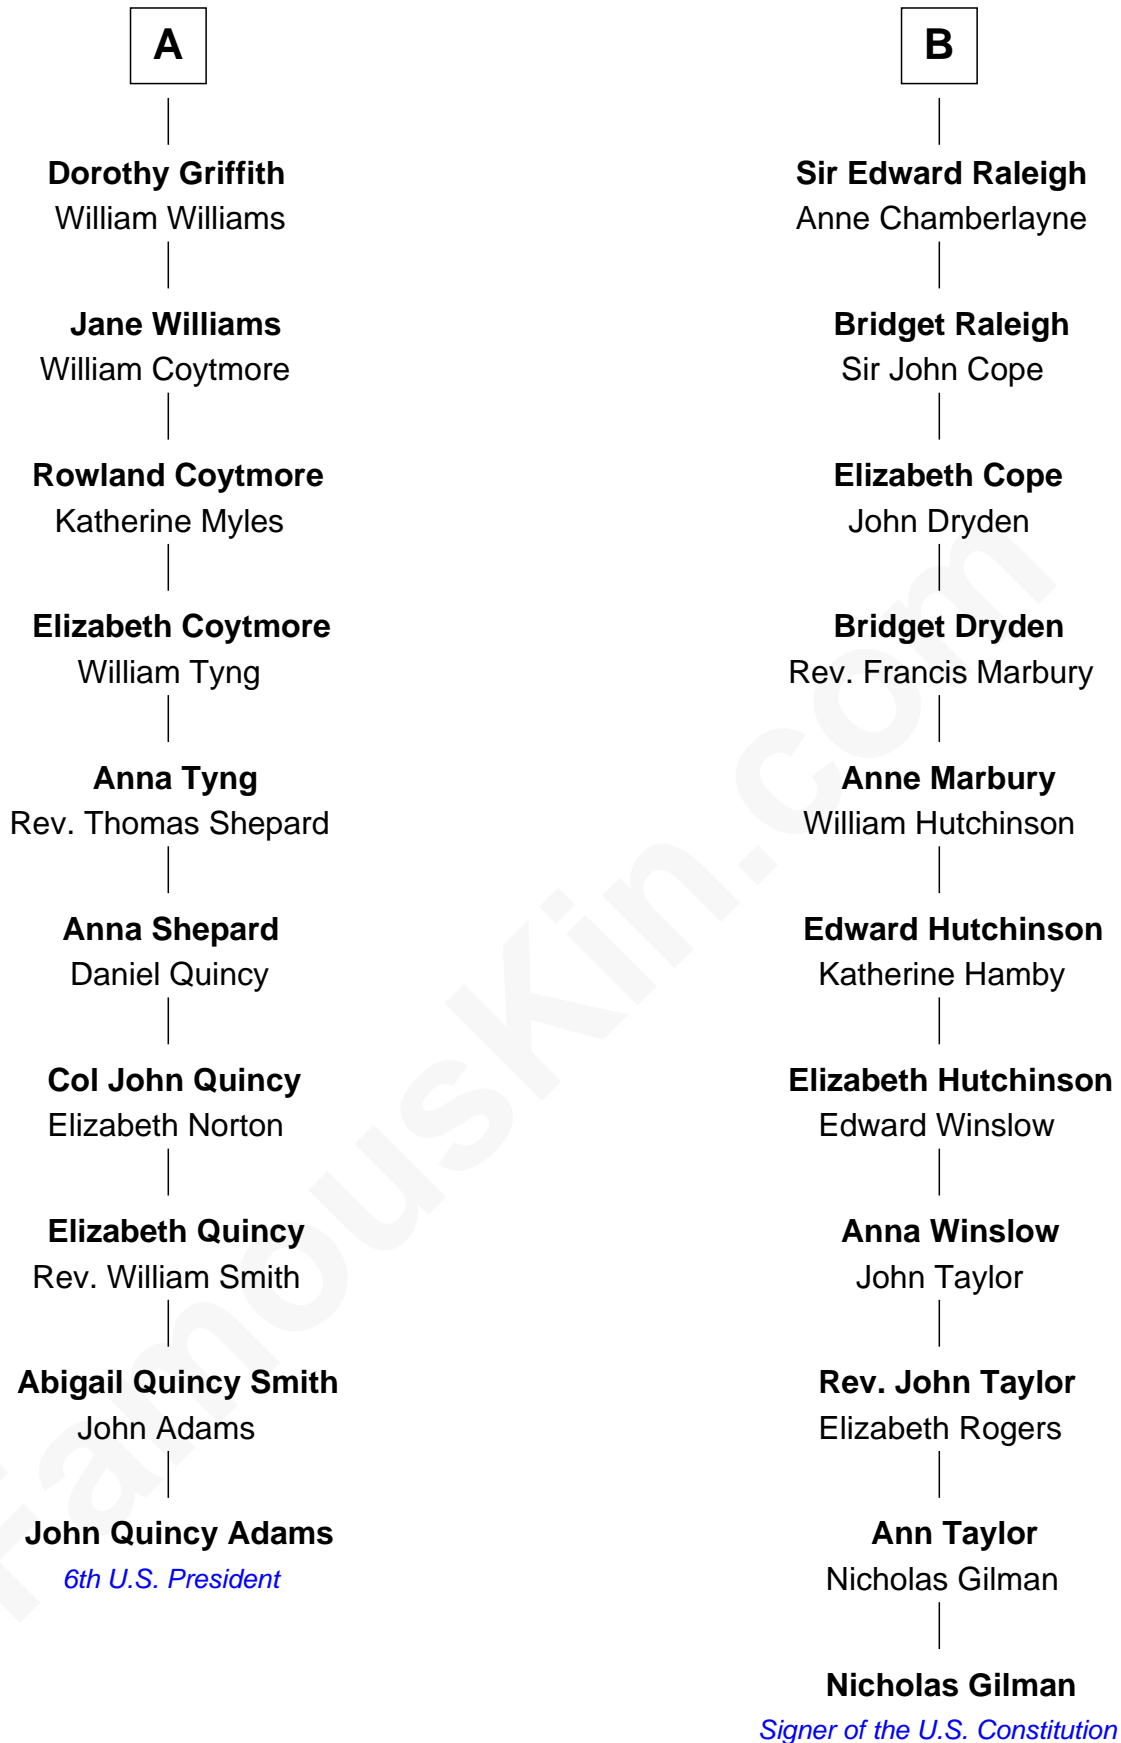 A
Dorothy Griffith
William Williams
Jane Williams
William Coytmore
Rowland Coytmore
Katherine Myles
Elizabeth Coytmore
William Tyng
Anna Tyng
Rev. Thomas Shepard
Anna Shepard
Daniel Quincy
Col John Quincy
Elizabeth Norton
Elizabeth Quincy
Rev. William Smith
Abigail Quincy Smith
John Adams
John Quincy Adams
6th U.S. President
B
Sir Edward Raleigh
Anne Chamberlayne
Bridget Raleigh
Sir John Cope
Elizabeth Cope
John Dryden
Bridget Dryden
Rev. Francis Marbury
Anne Marbury
William Hutchinson
Edward Hutchinson
Katherine Hamby
Elizabeth Hutchinson
Edward Winslow
Anna Winslow
John Taylor
Rev. John Taylor
Elizabeth Rogers
Ann Taylor
Nicholas Gilman
Nicholas Gilman
Signer of the U.S. Constitution
FamousKin.com